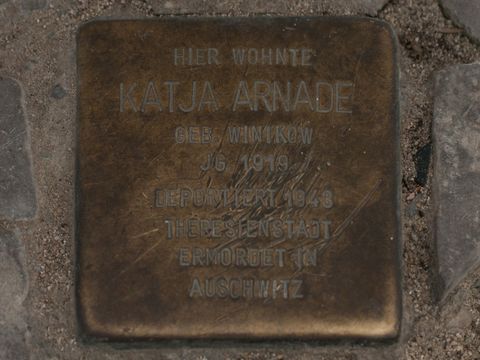 HIER WOHNTE
KATJA ARNADE
GEB. WINIKOW
JG. 1919
DEPORTIERT 1943
THERESIENSTADT
ERMORDET IN
AUSCHWITZ